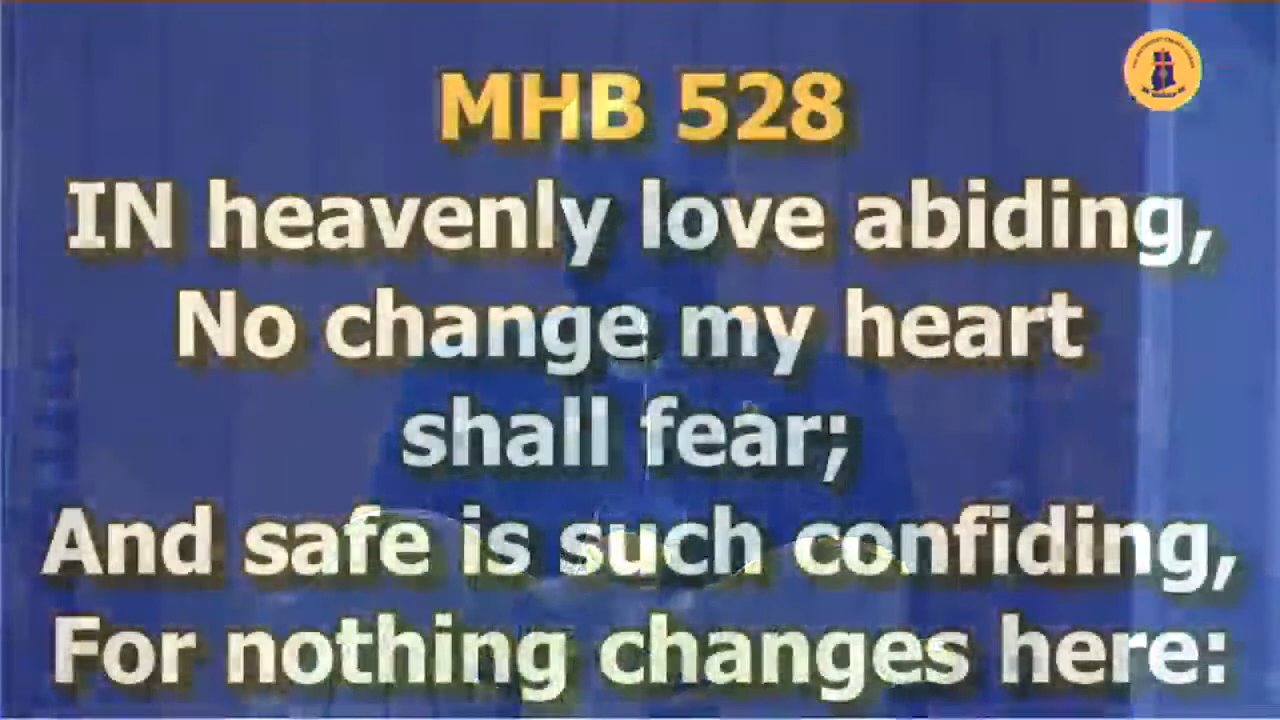 MHB 528
IN heavenly love abiding,
No change my heart
shall fear;
And safe is such confiding,
For nothing changes here: